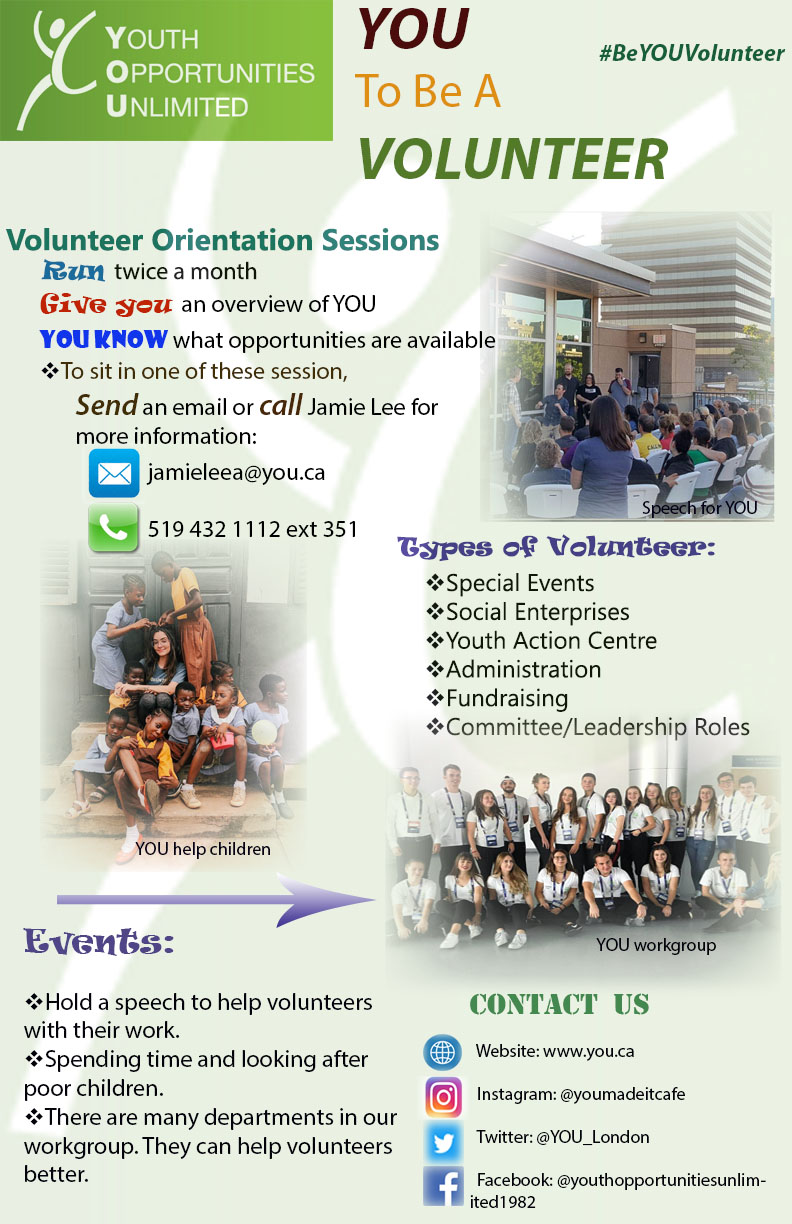 YOUTH
OPPORTUNITIES
UNLIMITED
YOU
To Be A
VOLUNTEER
#BeYOUVolunteer
Volunteer Orientation Sessions
Run twice a month
Give you an overview of YOU
YOU KNOW what opportunities are available
❖To sit in one of these session,
Send an email or call Jamie Lee for
more information:
jamieleea@you.ca
519 432 1112 ext 351
Speech for YOU
Types of Volunteer:
❖Special Events
❖Social Enterprises
❖Youth Action Centre
❖Administration
❖Fundraising
❖Committee/Leadership Roles
YOU help children
YOU workgroup
Events:
❖Hold a speech to help volunteers
with their work.
❖Spending time and looking after
poor children.
❖There are many departments in our
workgroup. They can help volunteers
better.
CONTACT US
Website: www.you.ca
Instagram: @youmadeitcafe
Twitter: @YOU_London
Facebook: @youthopportunitiesunlim-
ited1982